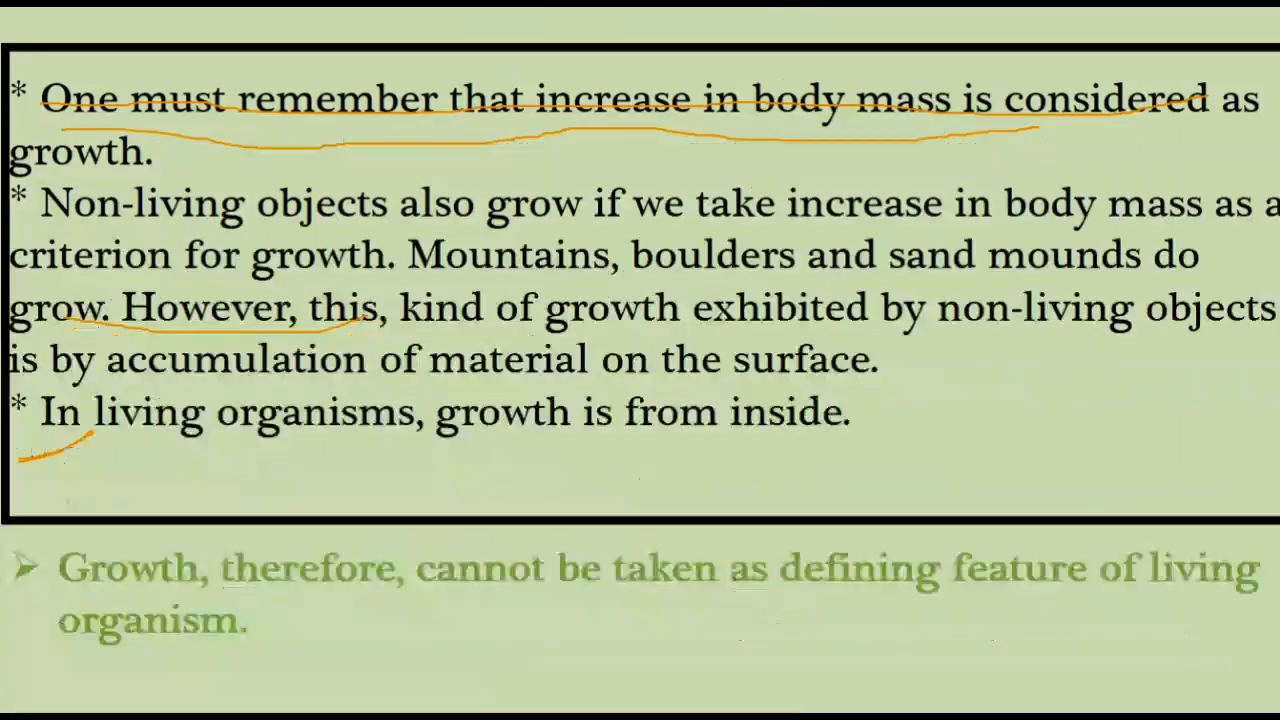 * One must remember that increase in body mass is considered as
growth.
* Non-living objects also grow if we take increase in body mass as a
criterion for growth. Mountains, boulders and sand mounds do
grow. However, this, kind of growth exhibited by non-living objects
is by accumulation of material on the surface.
* In living organisms, growth is from inside.
➢ Growth, therefore, cannot be taken as defining feature of living
organism.